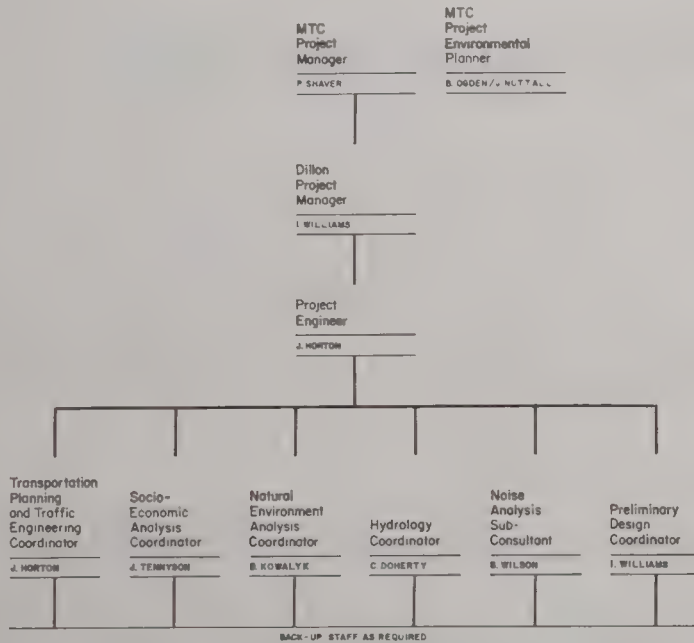 MTC
Project
Manager
P. SHAVER
MTC
Project
Environmental
Planner
B. OGDEN/J. NUTTALL
Dillon
Project
Manager
I. WILLIAMS
Project
Engineer
J. HORTON
Transportation
Planning
and Traffic
Engineering
Coordinator
J. HORTON
Socio-
Economic
Analysis
Coordinator
J. TENNYSON
Natural
Environment
Analysis
Coordinator
B. KOWALYK
Hydrology
Coordinator
C. DOHERTY
Noise
Analysis
Sub-
Consultant
B. WILSON
Preliminary
Design
Coordinator
I. WILLIAMS
BACK-UP STAFF AS REQUIRED